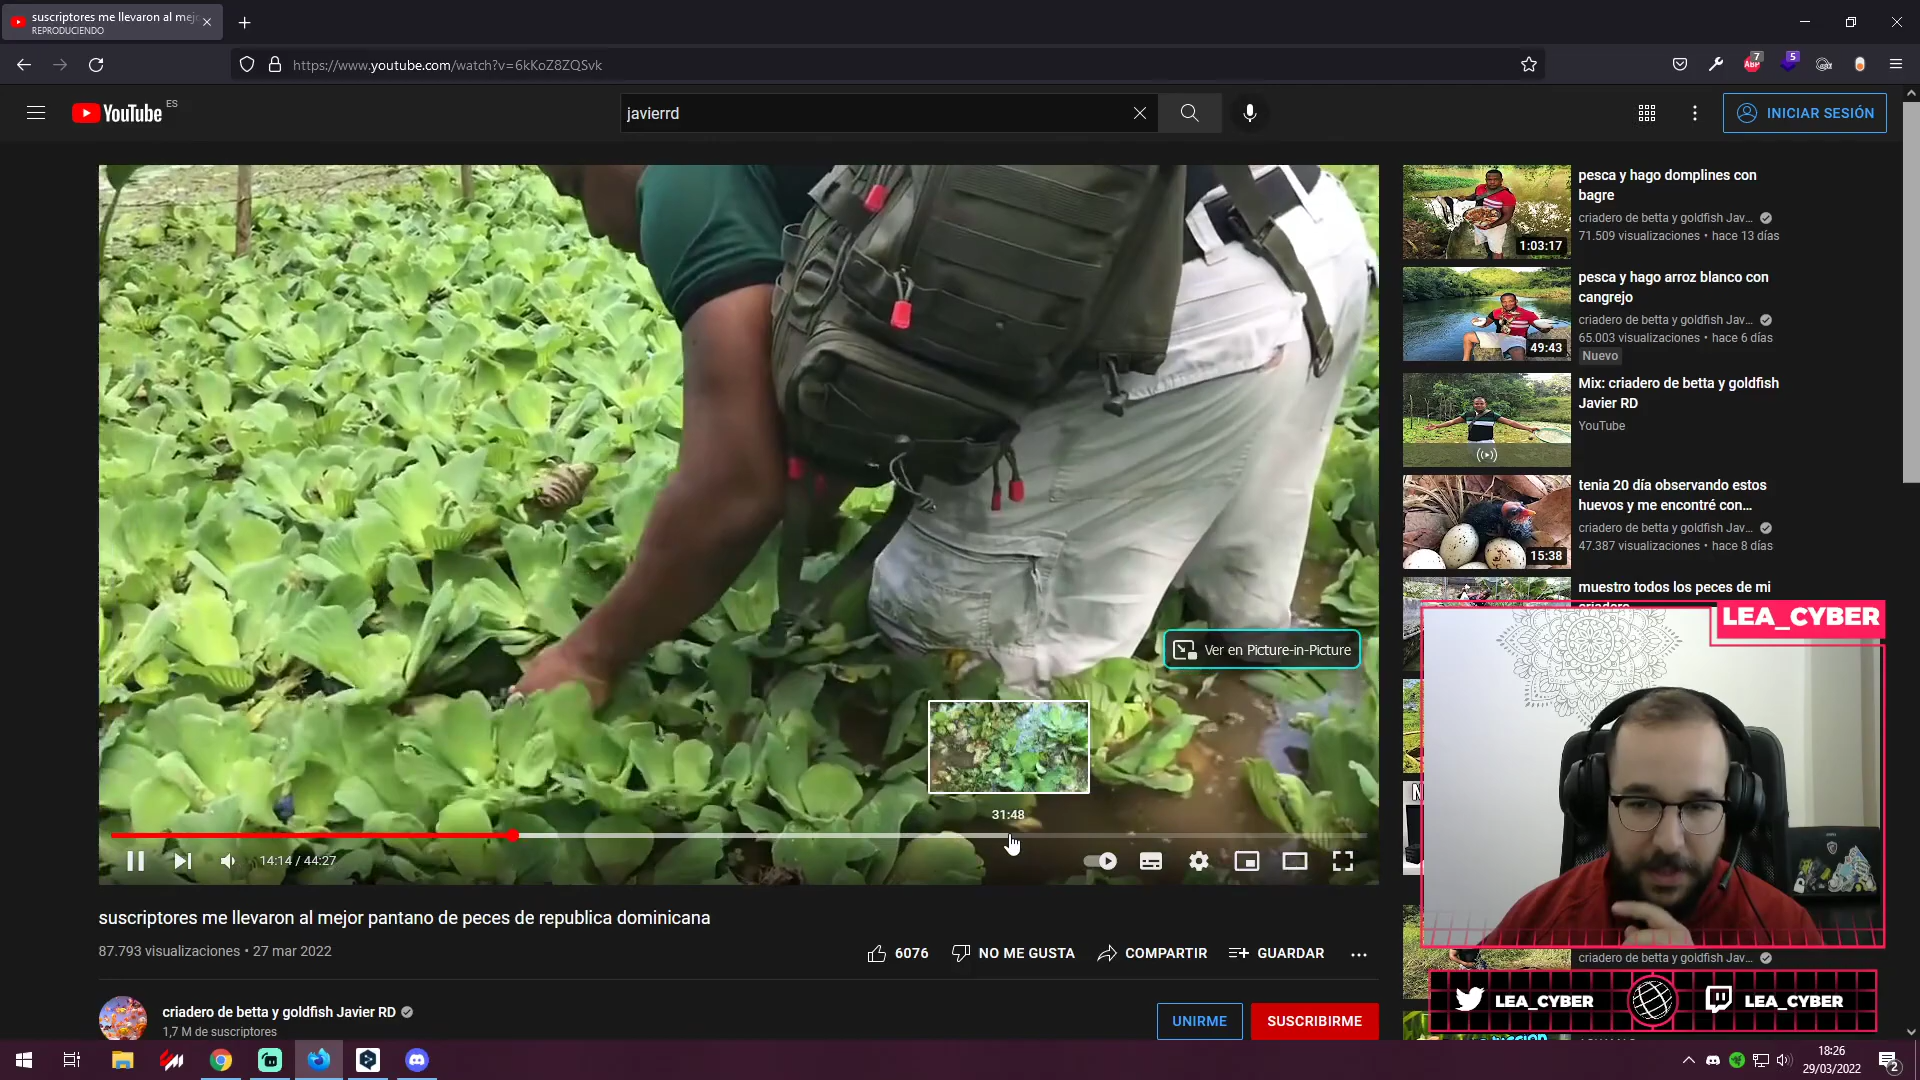 suscriptores me llevaron al mej
REPRODUCIENDO
https://www.youtube.com/watch?v=6kKoZ8ZQSvk
ABP
7
5
YouTube
ES
javierrd
INICIAR SESIÓN
pesca y hago domplines con
bagre
criadero de betta y goldfish Jav...
71.509 visualizaciones • hace 13 días
1:03:17
pesca y hago arroz blanco con
cangrejo
criadero de betta y goldfish Jav...
65.003 visualizaciones • hace 6 días
Nuevo
49:43
Mix: criadero de betta y goldfish
Javier RD
YouTube
tenia 20 día observando estos
huevos y me encontré con...
criadero de betta y goldfish Jav...
47.387 visualizaciones • hace 8 días
15:38
muestro todos los peces de mi
criadero
LEA_CYBER
Ver en Picture-in-Picture
31:48
14:14 / 44:27
suscriptores me llevaron al mejor pantano de peces de republica dominicana
87.793 visualizaciones • 27 mar 2022
6076
NO ME GUSTA
COMPARTIR
GUARDAR
criadero de betta y goldfish Jav...
criadero de betta y goldfish Javier RD
1,7 M de suscriptores
UNIRME
SUSCRIBIRME
LEA_CYBER
LEA_CYBER
18:26
29/03/2022
2